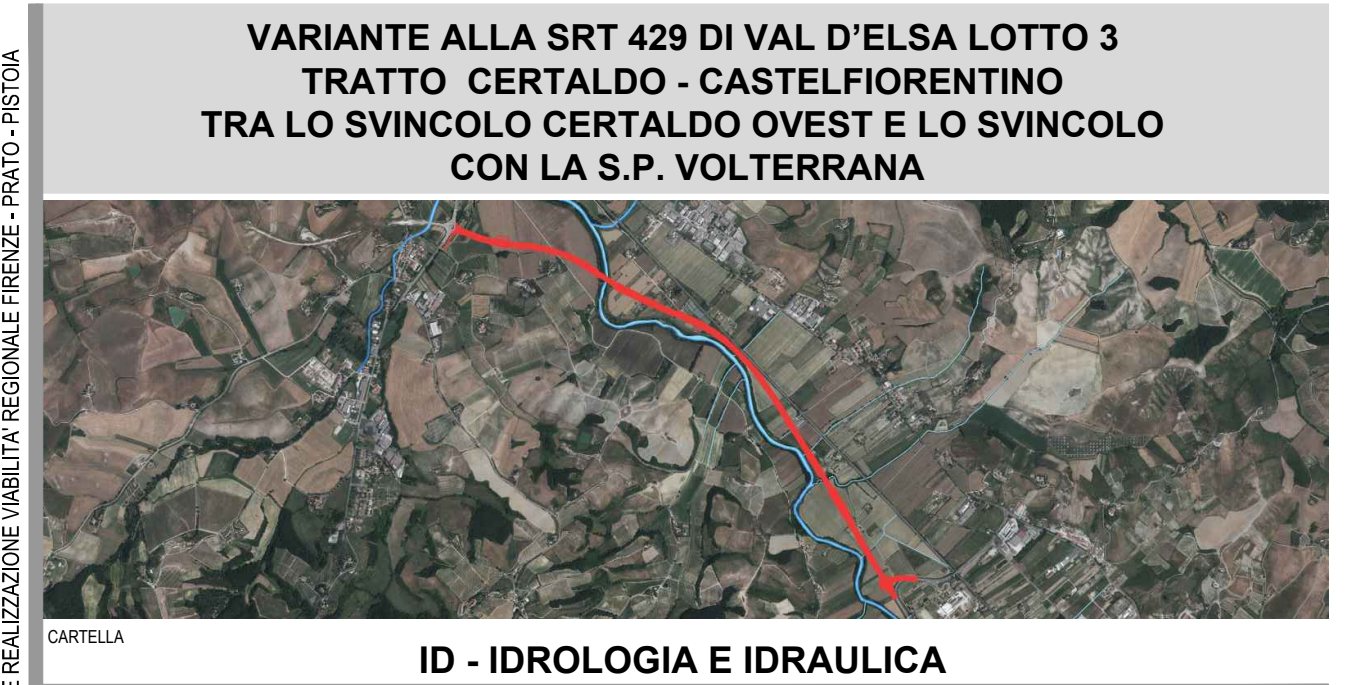 VARIANTE ALLA SRT 429 DI VAL D’ELSA LOTTO 3
TRATTO CERTALDO - CASTELFIORENTINO
TRA LO SVINCOLO CERTALDO OVEST E LO SVINCOLO
CON LA S.P. VOLTERRANA
REALIZZAZIONE VIABILITA' REGIONALE FIRENZE - PRATO - PISTOIA
CARTELLA
ID - IDROLOGIA E IDRAULICA